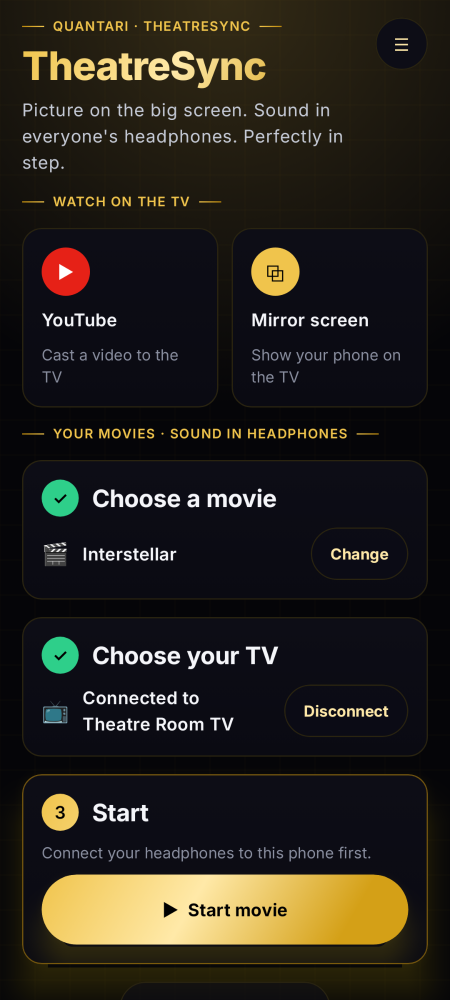 QUANTARI · THEATRESYNC
TheatreSync
Picture on the big screen. Sound in
everyone's headphones. Perfectly in
step.
WATCH ON THE TV
YouTube
Cast a video to the
TV
Mirror screen
Show your phone on
the TV
YOUR MOVIES · SOUND IN HEADPHONES
Choose a movie
Interstellar
Change
Choose your TV
Connected to
Theatre Room TV
Disconnect
3 Start
Connect your headphones to this phone first.
Start movie